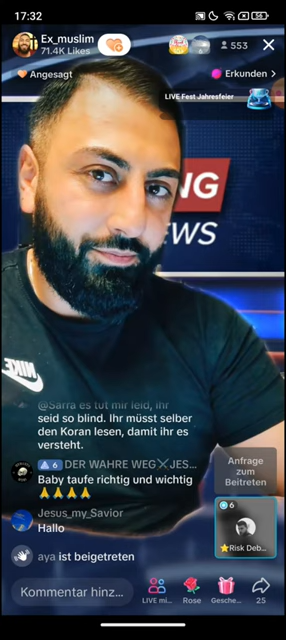 17:32
56
Ex_muslim
71.4K Likes
553
Angesagt
Erkunden >
LIVE Fest Jahresfeier
NG
EWS
NIKE
@Sarra es tut mir leid, ihr
seid so blind. Ihr müsst selber
den Koran lesen, damit ihr es
versteht.
6 DER WAHRE WEG⚔JES...
Baby taufe richtig und wichtig
🙏🙏🙏🙏
Jesus_my_Savior
Hallo
aya ist beigetreten
Anfrage
zum
Beitreten
6
⭐Risk Deb...
Kommentar hinz...
LIVE mi...
Rose
Gesche...
25